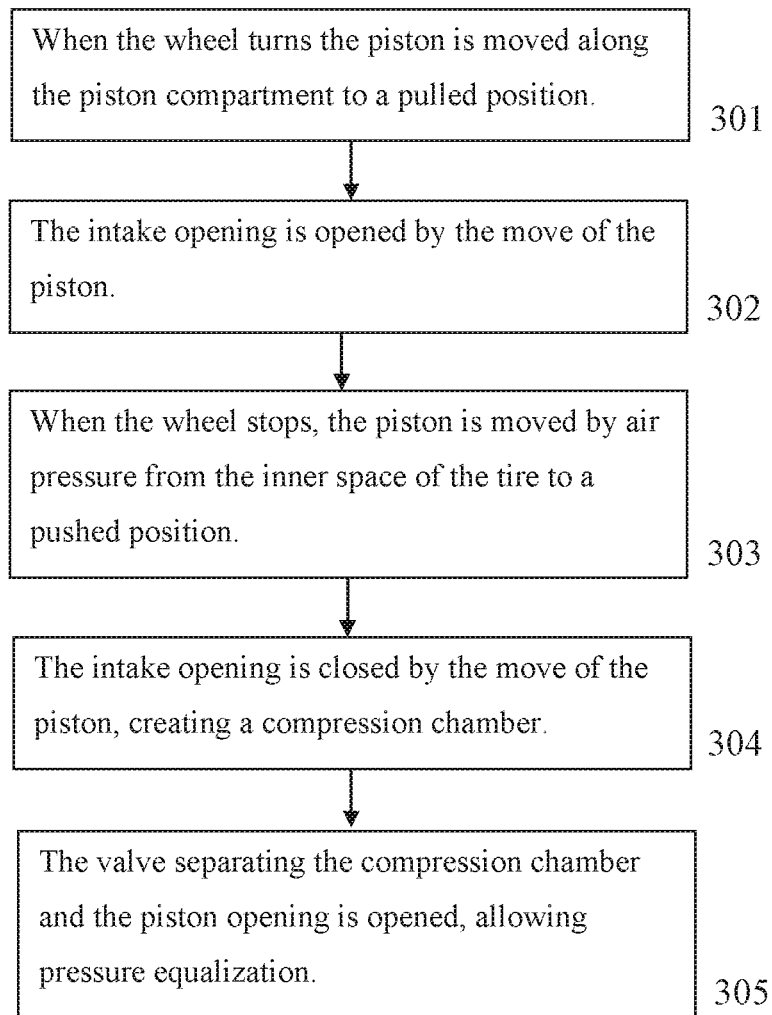 When the wheel turns the piston is moved along
the piston compartment to a pulled position.
301
The intake opening is opened by the move of the
piston.
302
When the wheel stops, the piston is moved by air
pressure from the inner space of the tire to a
pushed position.
303
The intake opening is closed by the move of the
piston, creating a compression chamber.
304
The valve separating the compression chamber
and the piston opening is opened, allowing
pressure equalization.
305